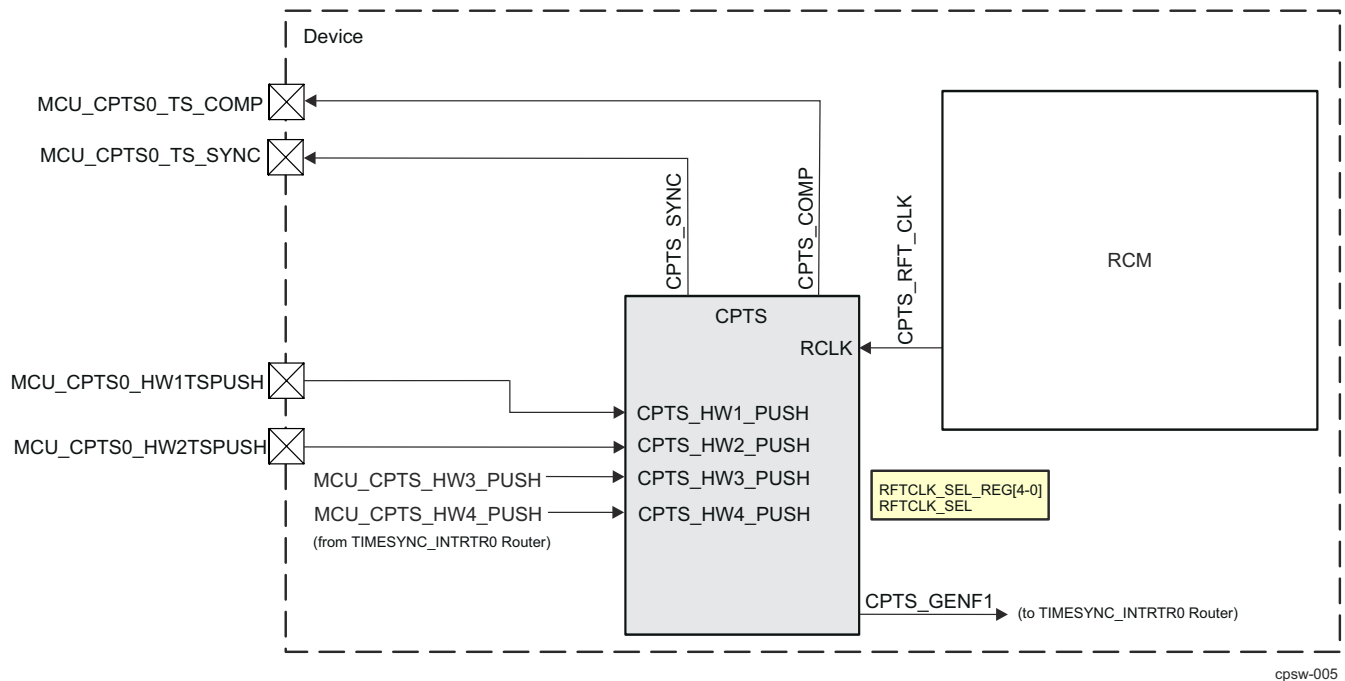 Device
MCU_CPTS0_TS_COMP
MCU_CPTS0_TS_SYNC
CPTS_SYNC
CPTS_COMP
CPTS_RFT_CLK
RCM
CPTS
RCLK
MCU_CPTS0_HW1TSPUSH
CPTS_HW1_PUSH
MCU_CPTS0_HW2TSPUSH
CPTS_HW2_PUSH
MCU_CPTS_HW3_PUSH
CPTS_HW3_PUSH
MCU_CPTS_HW4_PUSH
CPTS_HW4_PUSH
(from TIMESYNC_INTRTR0 Router)
RFTCLK_SEL_REG[4-0]
RFTCLK_SEL
CPTS_GENF1
(to TIMESYNC_INTRTR0 Router)
cpsw-005